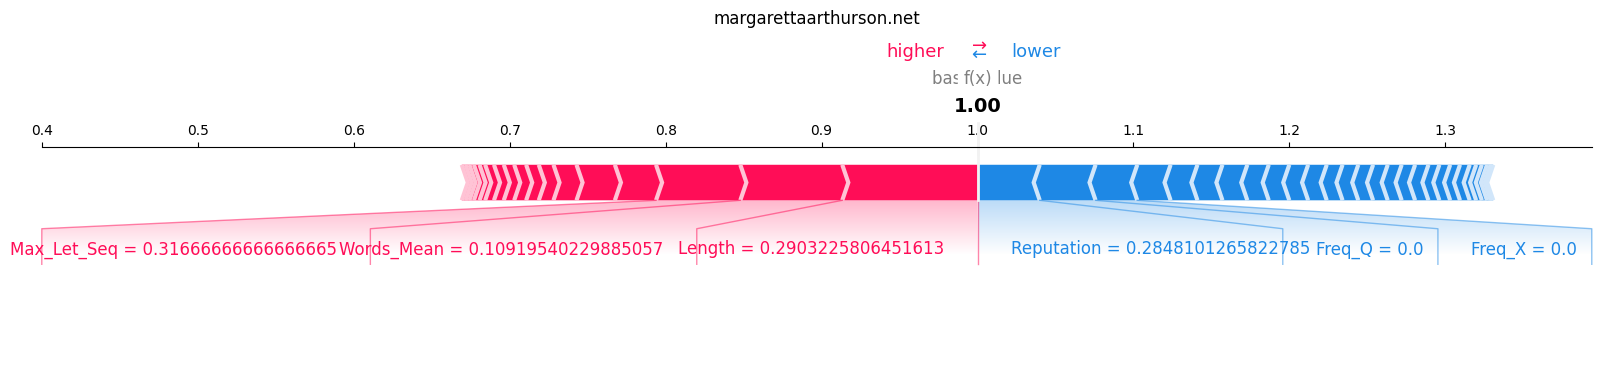 margarettaarthurson.net
higher → ← lower
bas f(x) lue
1.00
0.4 0.5 0.6 0.7 0.8 0.9 1.0 1.1 1.2 1.3
Max_Let_Seq = 0.31666666666666665 Words_Mean = 0.10919540229885057 Length = 0.2903225806451613 Reputation = 0.2848101265822785 Freq_Q = 0.0 Freq_X = 0.0